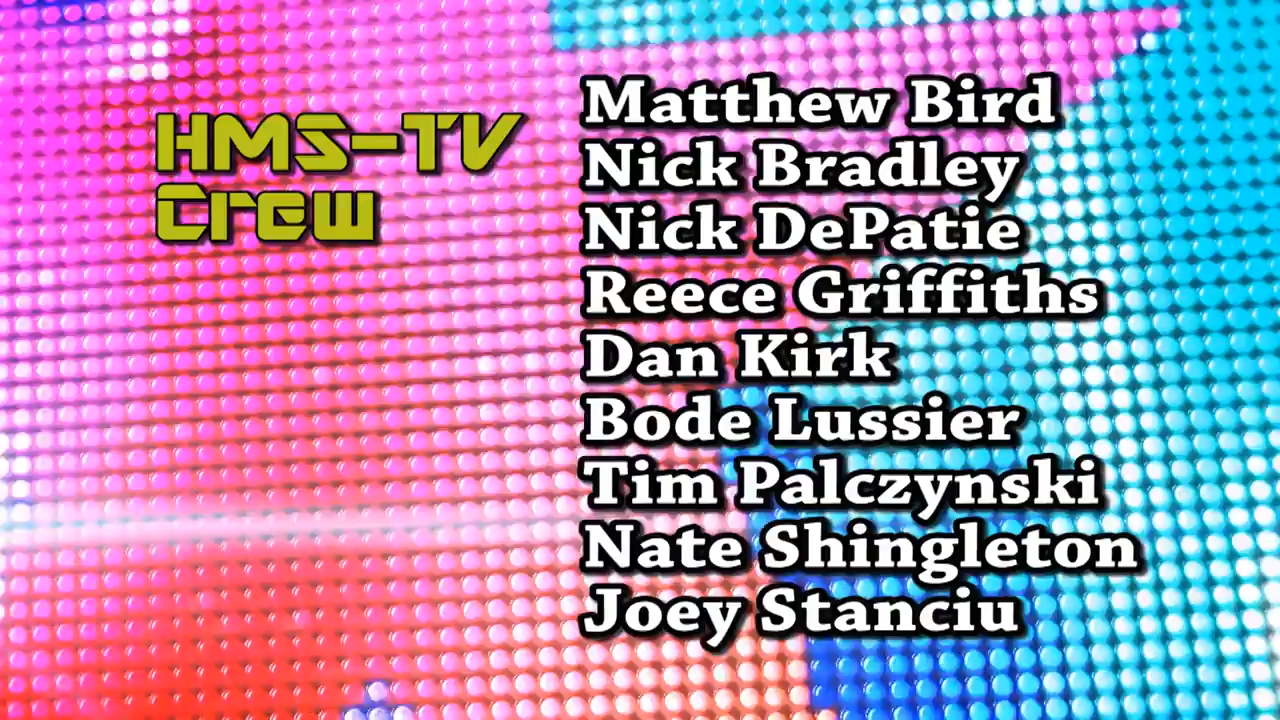 HMS-TV
Crew
Matthew Bird
Nick Bradley
Nick DePatie
Reece Griffiths
Dan Kirk
Bode Lussier
Tim Palczynski
Nate Shingleton
Joey Stanciu